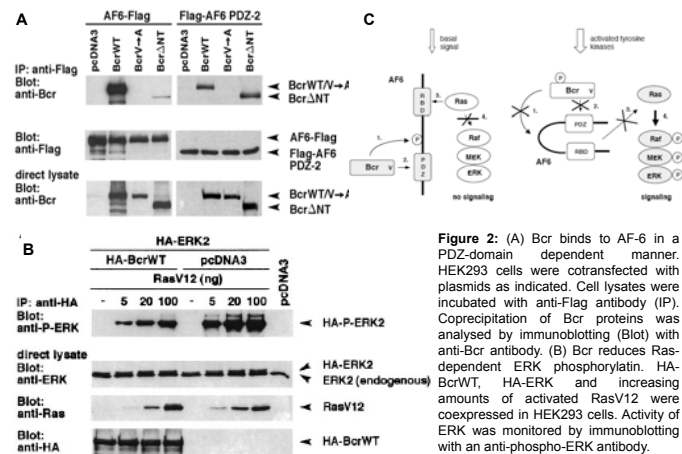 A
AF6-Flag
Flag-AF6 PDZ-2
pcDNA3
BcrWT
BcrV→A
BcrΔNT
pcDNA3
BcrWT
BcrV→A
BcrΔNT
IP: anti-Flag
Blot:
anti-Bcr
BcrWT/V→A
BcrΔNT
Blot:
anti-Flag
AF6-Flag
Flag-AF6
PDZ-2
direct lysate
Blot:
anti-Bcr
BcrWT/V→A
BcrΔNT
B
HA-ERK2
HA-BcrWT
pcDNA3
RasV12 (ng)
pcDNA3
IP: anti-HA
- 5 20 100 - 5 20 100
Blot:
anti-P-ERK
HA-P-ERK2
direct lysate
Blot:
anti-ERK
HA-ERK2
ERK2 (endogenous)
Blot:
anti-Ras
RasV12
Blot:
anti-HA
HA-BcrWT
C
basal
signal
AF6
R
B
D
3.
Ras
4.
1.
P
Bcr
V
2.
P
D
Z
Raf
MEK
ERK
no signaling
activated tyrosine
kinases
P
Bcr
V
1.
2.
PDZ
3.
Ras
4.
AF6
RBD
Raf
P
MEK
P
ERK
P
signaling
Figure 2: (A) Bcr binds to AF-6 in a
PDZ-domain dependent manner.
HEK293 cells were cotransfected with
plasmids as indicated. Cell lysates were
incubated with anti-Flag antibody (IP).
Coprecipitation of Bcr proteins was
analysed by immunoblotting (Blot) with
anti-Bcr antibody. (B) Bcr reduces Ras-
dependent ERK phosphorylatin. HA-
BcrWT, HA-ERK and increasing
amounts of activated RasV12 were
coexpressed in HEK293 cells. Activity of
ERK was monitored by immunoblotting
with an anti-phospho-ERK antibody.